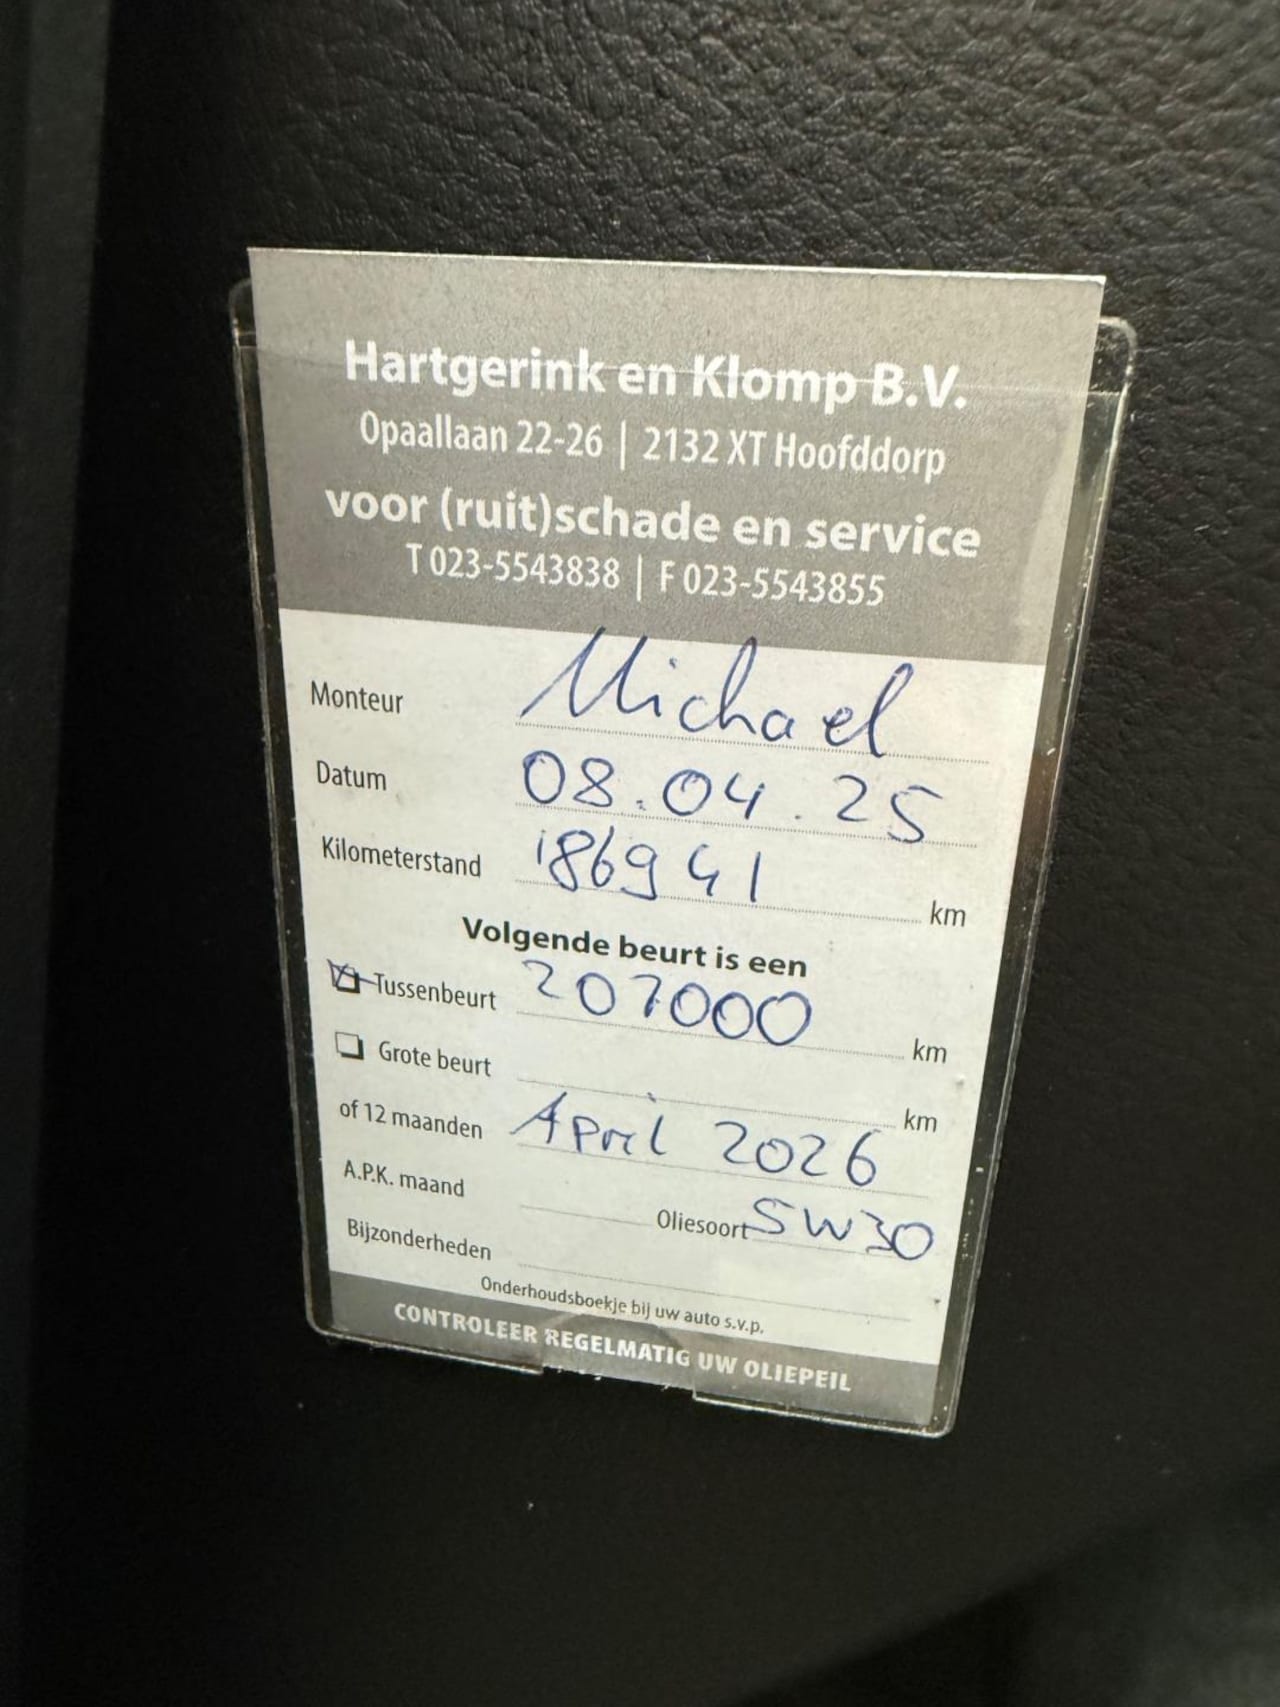 Hartgerink en Klomp B.V.
Opaallaan 22-26 | 2132 XT Hoofddorp
voor (ruit)schade en service
T 023-5543838 | F 023-5543855
Monteur Michael
Datum 08.04.25
Kilometerstand 186941 km
Volgende beurt is een
Tussenbeurt 207000 km
Grote beurt km
of 12 maanden April 2026
A.P.K. maand Oliesoort 5W30
Bijzonderheden
Onderhoudsboekje bij uw auto s.v.p.
CONTROLEER REGELMATIG UW OLIEPEIL